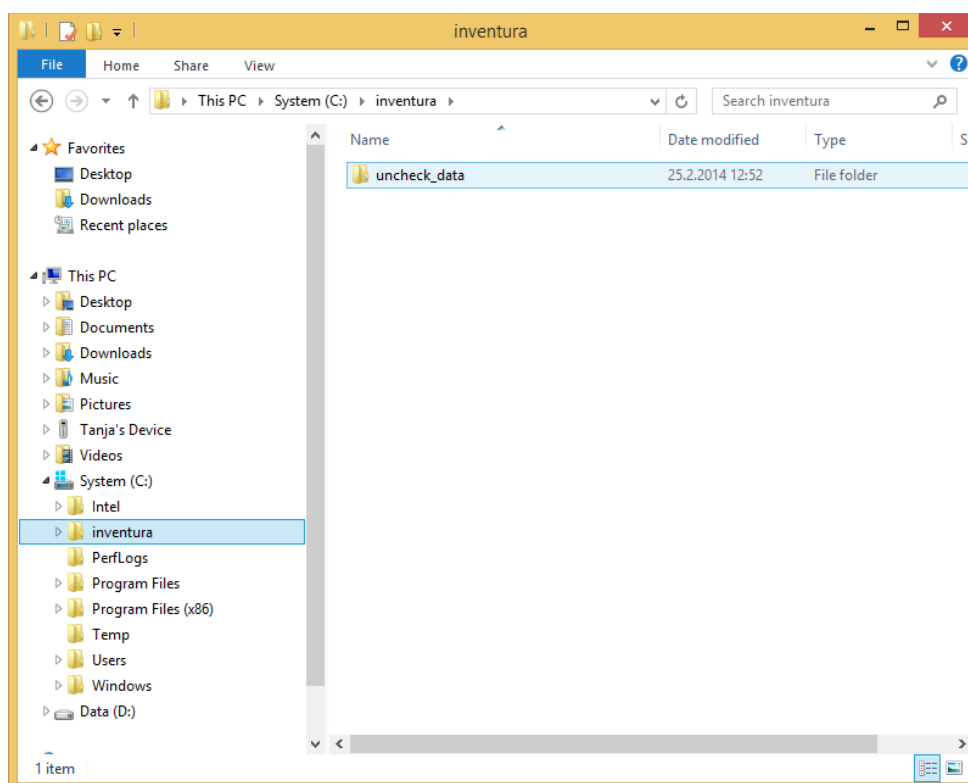 inventura
File Home Share View
This PC System (C:) inventura Search inventura
Name Date modified Type S
uncheck_data 25.2.2014 12:52 File folder
Favorites
Desktop
Downloads
Recent places
This PC
Desktop
Documents
Downloads
Music
Pictures
Tanja's Device
Videos
System (C:)
Intel
inventura
PerfLogs
Program Files
Program Files (x86)
Temp
Users
Windows
Data (D:)
1 item